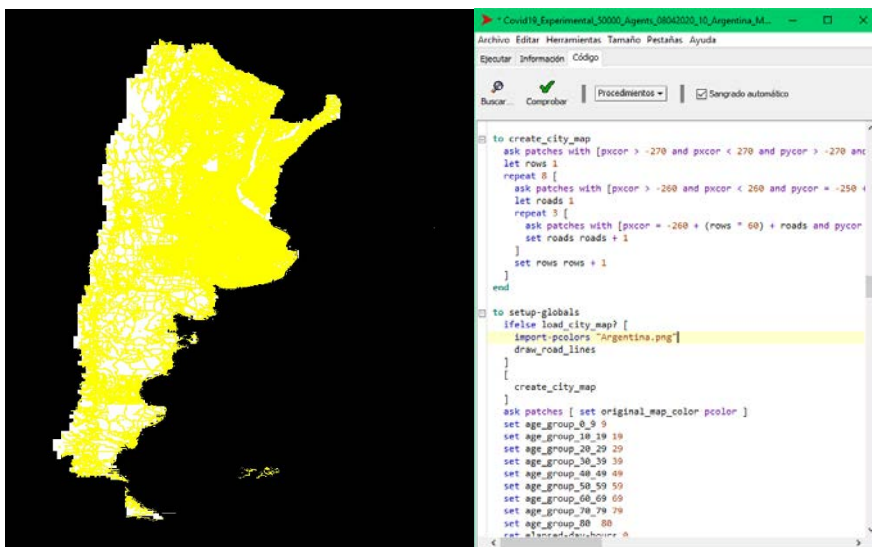 * Covid19_Experimental_50000_Agents_08042020_10_Argentina_M...
Archivo Editar Herramientas Tamaño Pestañas Ayuda
Ejecutar Información Código
Buscar... Comprobar Procedimientos Sangrado automático
to create_city_map
ask patches with [pxcor > -270 and pxcor < 270 and pycor > -270 and
let rows 1
repeat 8 [
ask patches with [pxcor > -260 and pxcor < 260 and pycor = -250 +
let roads 1
repeat 3 [
ask patches with [pxcor = -260 + (rows * 60) + roads and pycor
set roads roads + 1
]
set rows rows + 1
]
end
to setup-globals
ifelse load_city_map? [
import-pcolors "Argentina.png"
draw_road_lines
]
[
create_city_map
]
ask patches [ set original_map_color pcolor ]
set age_group_0_9 9
set age_group_10_19 19
set age_group_20_29 29
set age_group_30_39 39
set age_group_40_49 49
set age_group_50_59 59
set age_group_60_69 69
set age_group_70_79 79
set age_group_80 80
set elapsed-day-hours 0